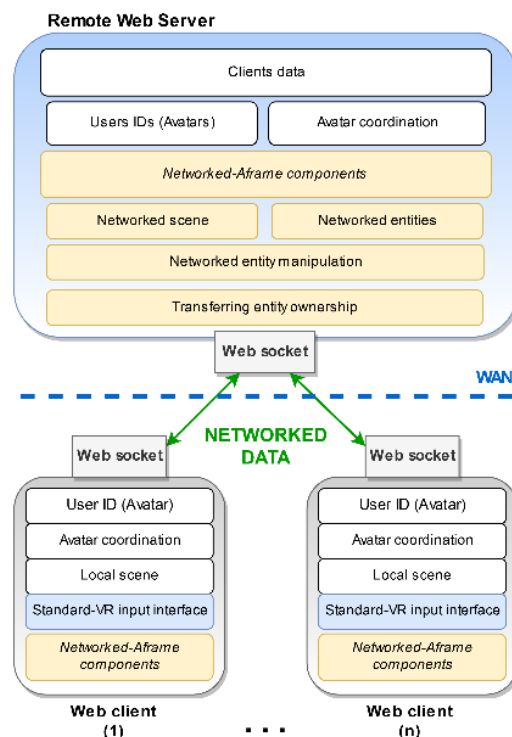 Remote Web Server
Clients data
Users IDs (Avatars)
Avatar coordination
Networked-Aframe components
Networked scene
Networked entities
Networked entity manipulation
Transferring entity ownership
Web socket
WAN
NETWORKED
DATA
Web socket
Web socket
User ID (Avatar)
Avatar coordination
Local scene
Standard-VR input interface
Networked-Aframe
components
Web client
(1)
User ID (Avatar)
Avatar coordination
Local scene
Standard-VR input interface
Networked-Aframe
components
Web client
(n)
. . .